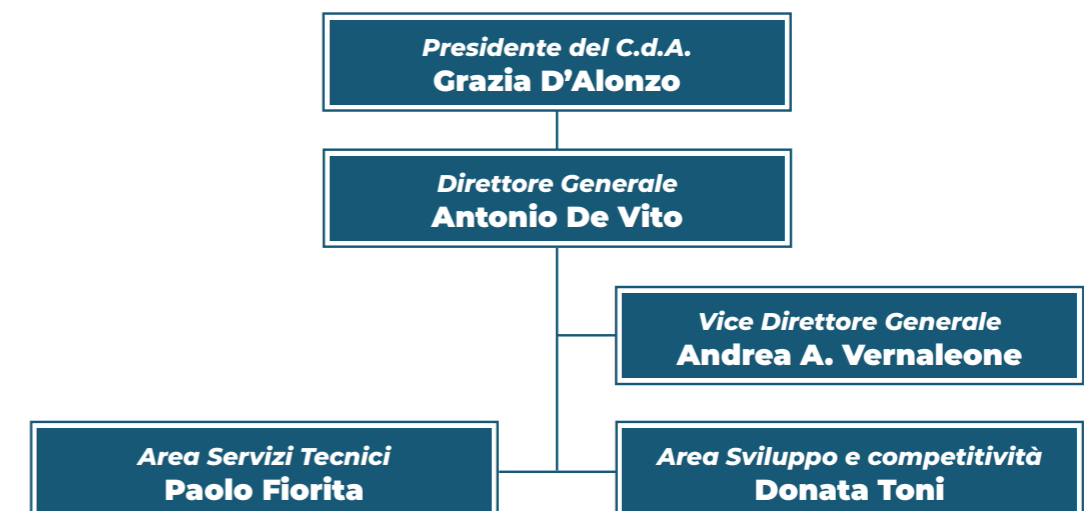 Presidente del C.d.A.
Grazia D’Alonzo
Direttore Generale
Antonio De Vito
Vice Direttore Generale
Andrea A. Vernaleone
Area Servizi Tecnici
Paolo Fiorita
Area Sviluppo e competitività
Donata Toni